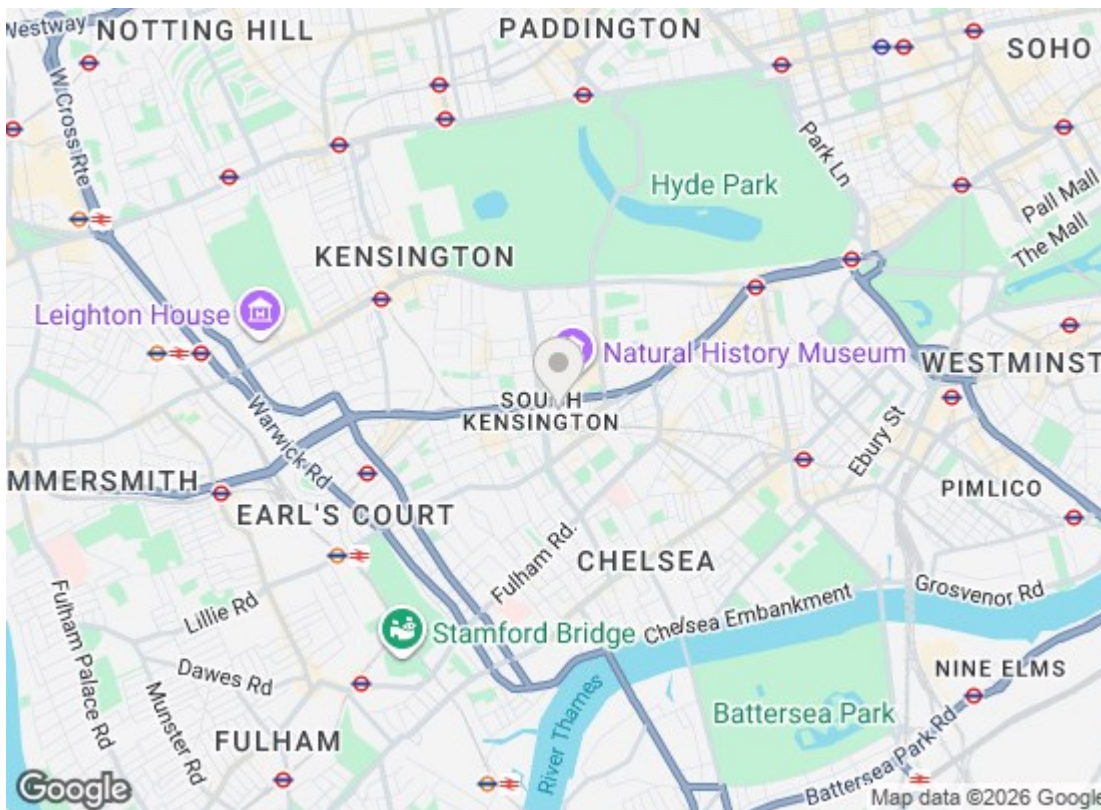 Westway
NOTTING HILL
PADDINGTON
SOHO
W Cross Rte
Park Ln
Hyde Park
Pall Mall
The Mall
KENSINGTON
Leighton House
Natural History Museum
WESTMINST
SOUTH
KENSINGTON
Warwick Rd
Ebury St
MMERSMITH
PIMLICO
EARL'S COURT
Fulham Rd.
CHELSEA
Grosvenor Rd
Chelsea Embankment
Lillie Rd
Stamford Bridge
Fulham Palace Rd
Dawes Rd
Munster Rd
NINE ELMS
River Thames
Battersea Park
FULHAM
Battersea Park Rd
Google
Map data ©2026 Google